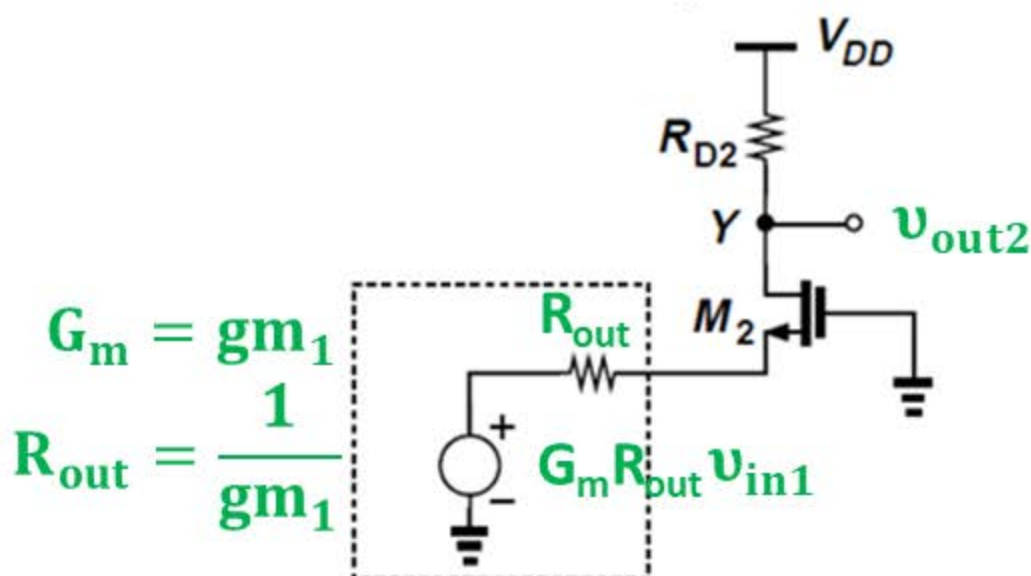 V_DD
R_D2
Y
υ_out2
M_2
R_out
G_m = gm_1
R_out = 1/gm_1
+
G_m R_out υ_in1
−